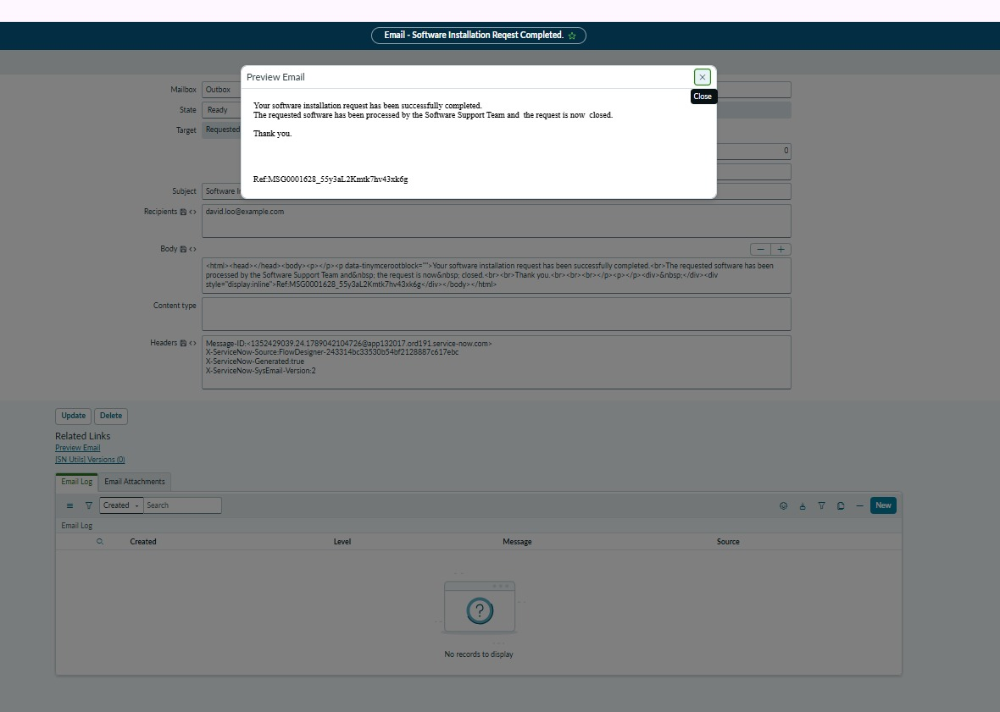 Email - Software Installation Reqest Completed.
Preview Email
Close
Your software installation request has been successfully completed.
The requested software has been processed by the Software Support Team and  the request is now  closed.
Thank you.
Ref:MSG0001628_55y3aL2Kmtk7hv43xk6g
Mailbox
Outbox
State
Ready
Target
Requested
0
Subject
Software
Recipients
david.loo@example.com
Body
<html><head></head><body><p></p><p data-tinymcerootblock="">Your software installation request has been successfully completed.<br>The requested software has been
processed by the Software Support Team and&nbsp; the request is now&nbsp; closed.<br><br>Thank you.<br><br><br></p><p></p><div>&nbsp;</div><div
style="display:inline">Ref:MSG0001628_55y3aL2Kmtk7hv43xk6g</div></body></html>
Content type
Headers
Message-ID:<1352429039.24.1789042104726@app132017.ord191.service-now.com>
X-ServiceNow-Source:FlowDesigner-243314bc33530b54bf2128887c617ebc
X-ServiceNow-Generated:true
X-ServiceNow-SysEmail-Version:2
Update
Delete
Related Links
Preview Email
[SN Utils] Versions (0)
Email Log
Email Attachments
Created
Search
New
Email Log
Created
Level
Message
Source
?
No records to display